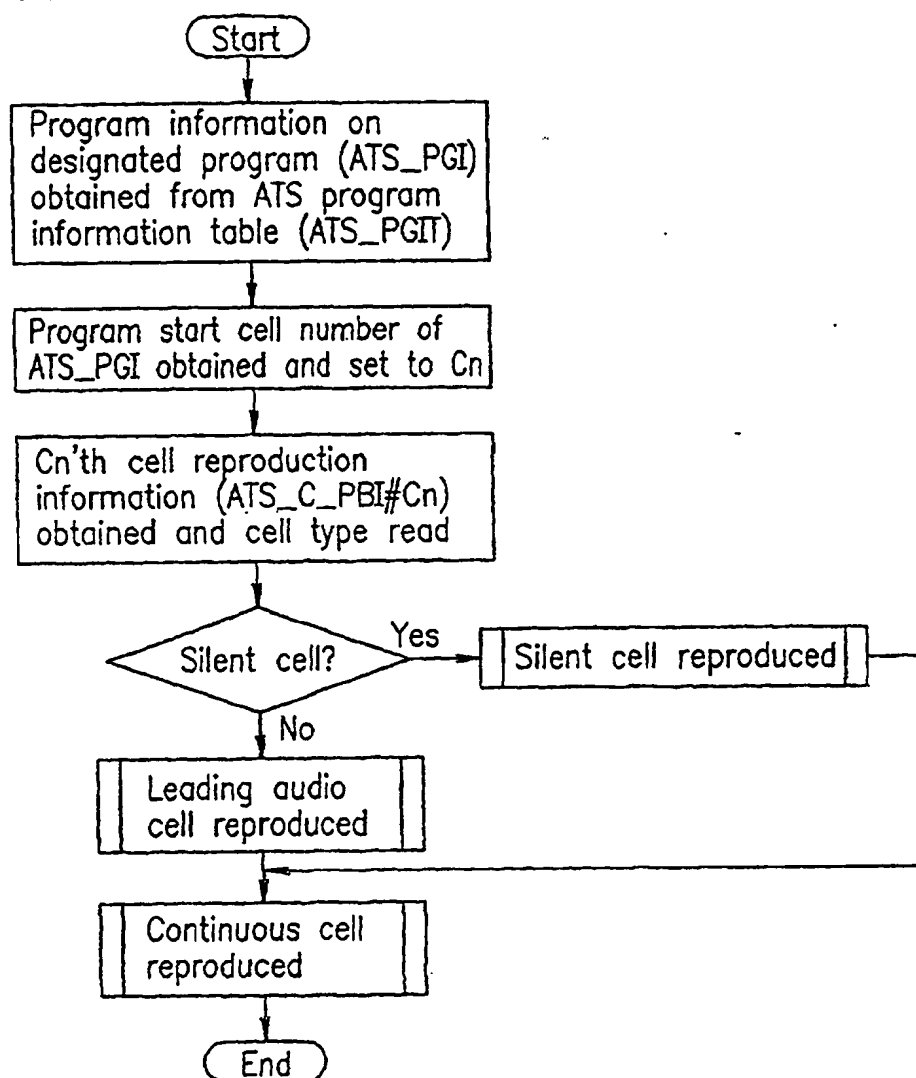 Start
Program information on
designated program (ATS_PGI)
obtained from ATS program
information table (ATS_PGIT)
Program start cell number of
ATS_PGI obtained and set to Cn
Cn'th cell reproduction
information (ATS_C_PBI#Cn)
obtained and cell type read
Silent cell?
Yes
Silent cell reproduced
No
Leading audio
cell reproduced
Continuous cell
reproduced
End